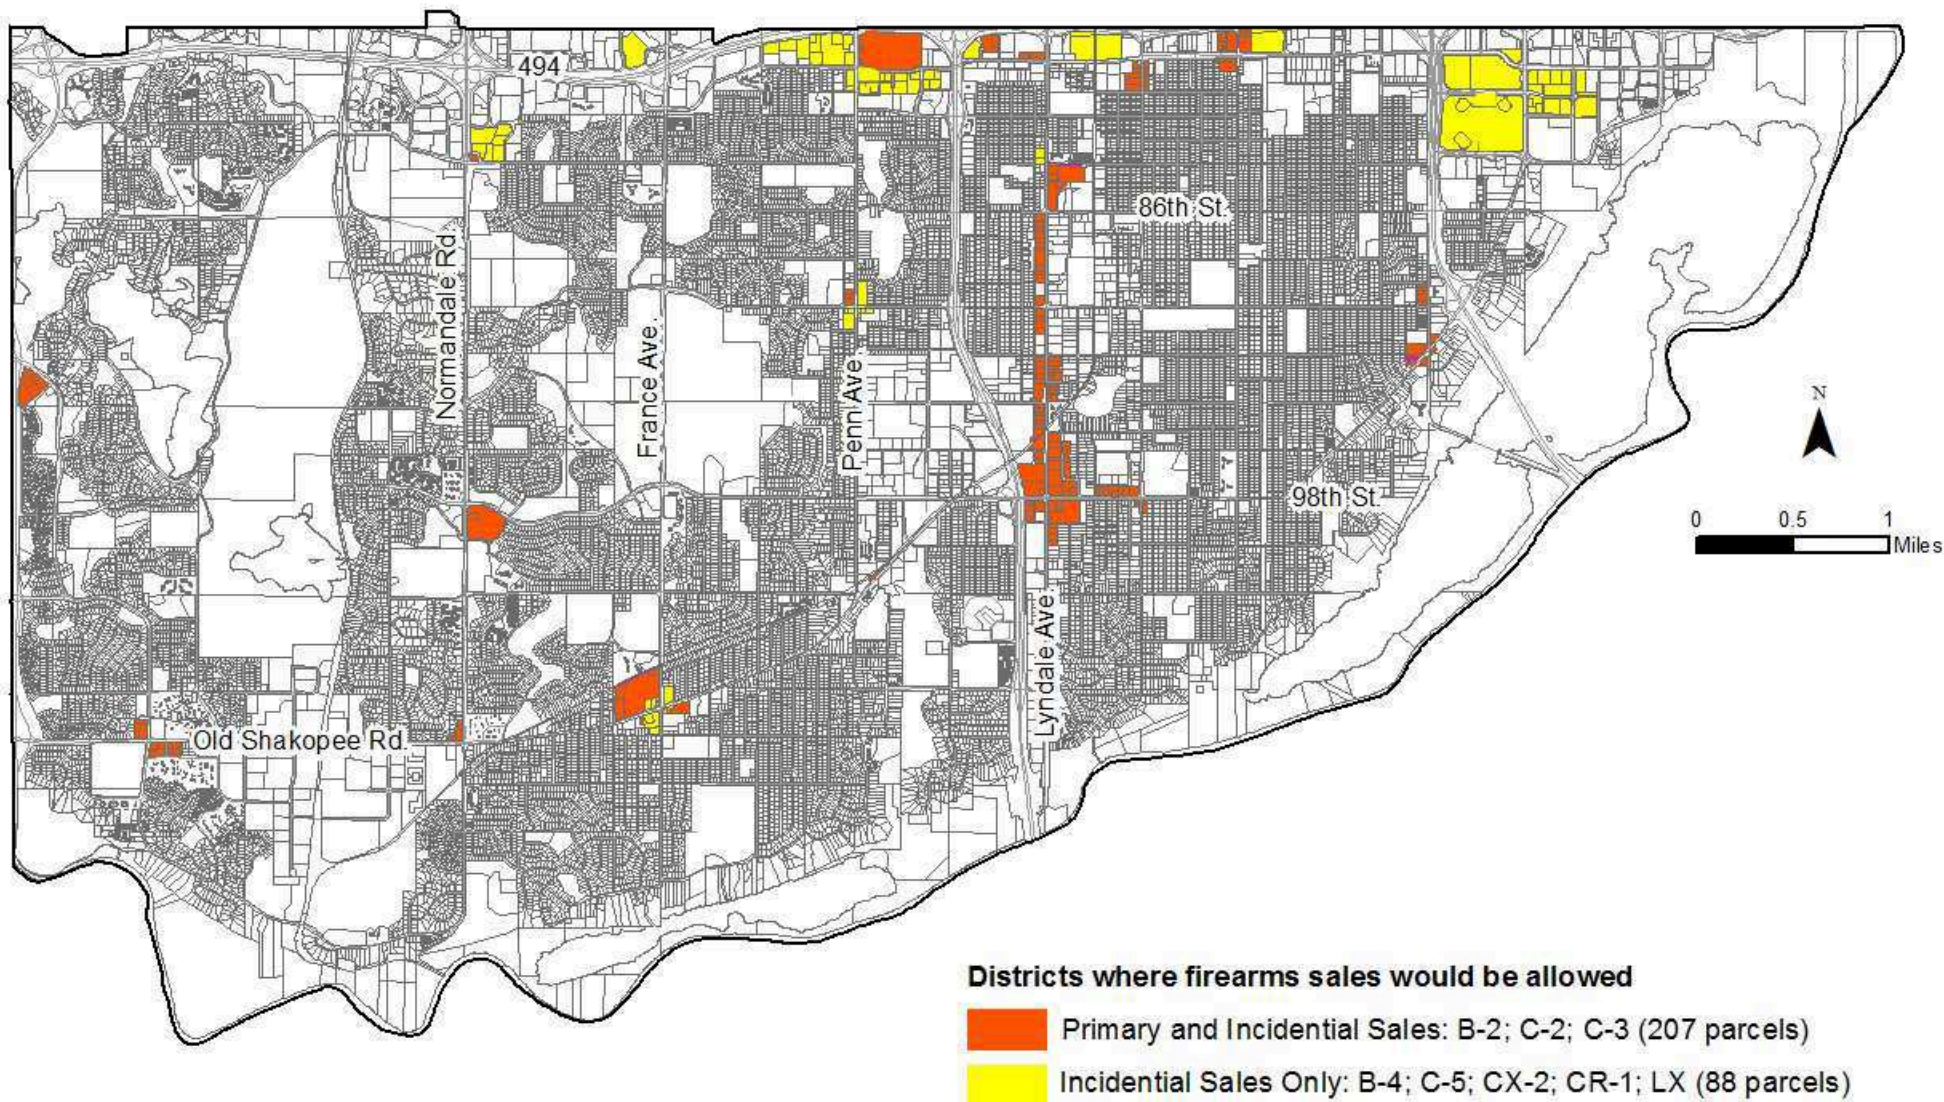 494
86th St.
Normandale Rd.
France Ave.
Penn Ave.
N
98th St.
0 0.5 1
Miles
Lyndale Ave.
Old Shakopee Rd.
Districts where firearms sales would be allowed
Primary and Incidential Sales: B-2; C-2; C-3 (207 parcels)
Incidential Sales Only: B-4; C-5; CX-2; CR-1; LX (88 parcels)